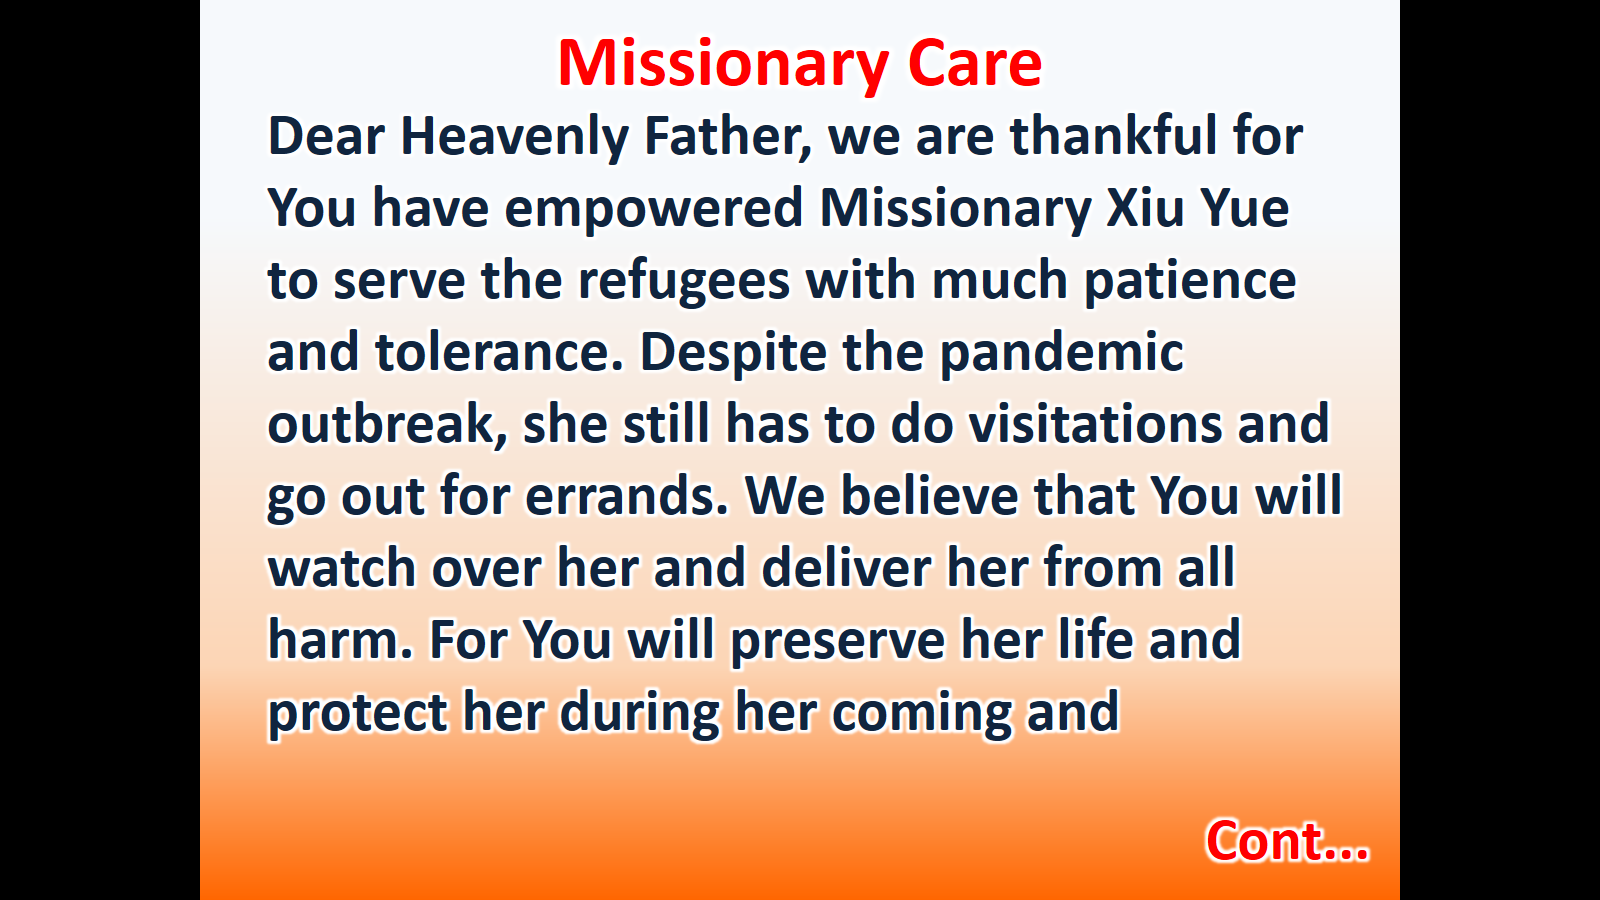 Missionary Care
Dear Heavenly Father, we are thankful for
You have empowered Missionary Xiu Yue
to serve the refugees with much patience
and tolerance. Despite the pandemic
outbreak, she still has to do visitations and
go out for errands. We believe that You will
watch over her and deliver her from all
harm. For You will preserve her life and
protect her during her coming and
Cont...